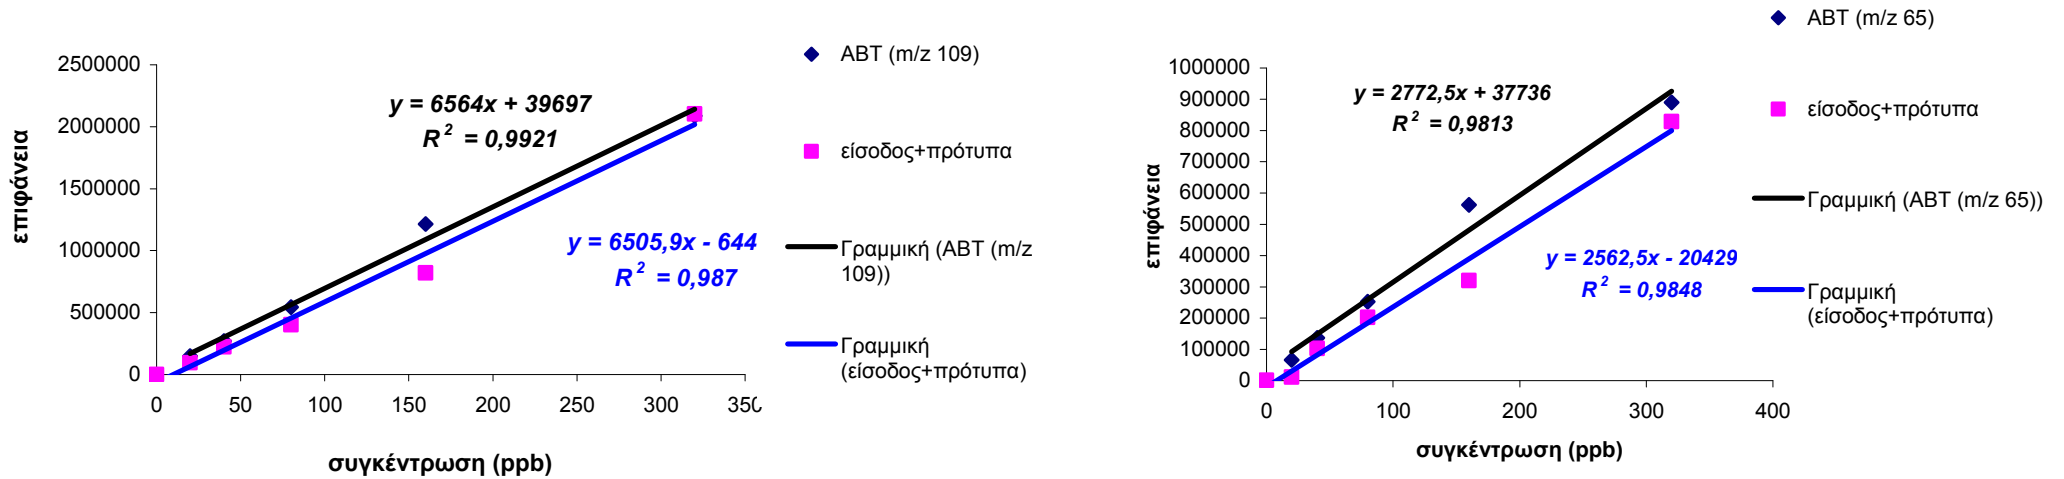 επιφάνεια
2500000
2000000
1500000
1000000
500000
0
0 50 100 150 200 250 300 350
συγκέντρωση (ppb)
y = 6564x + 39697
R² = 0,9921
y = 6505,9x - 644
R² = 0,987
ABT (m/z 109)
είσοδος+πρότυπα
Γραμμική (ABT (m/z
109))
Γραμμική
(είσοδος+πρότυπα)
επιφάνεια
1000000
900000
800000
700000
600000
500000
400000
300000
200000
100000
0
0 100 200 300 400
συγκέντρωση (ppb)
y = 2772,5x + 37736
R² = 0,9813
y = 2562,5x - 20429
R² = 0,9848
ABT (m/z 65)
είσοδος+πρότυπα
Γραμμική (ABT (m/z 65))
Γραμμική
(είσοδος+πρότυπα)